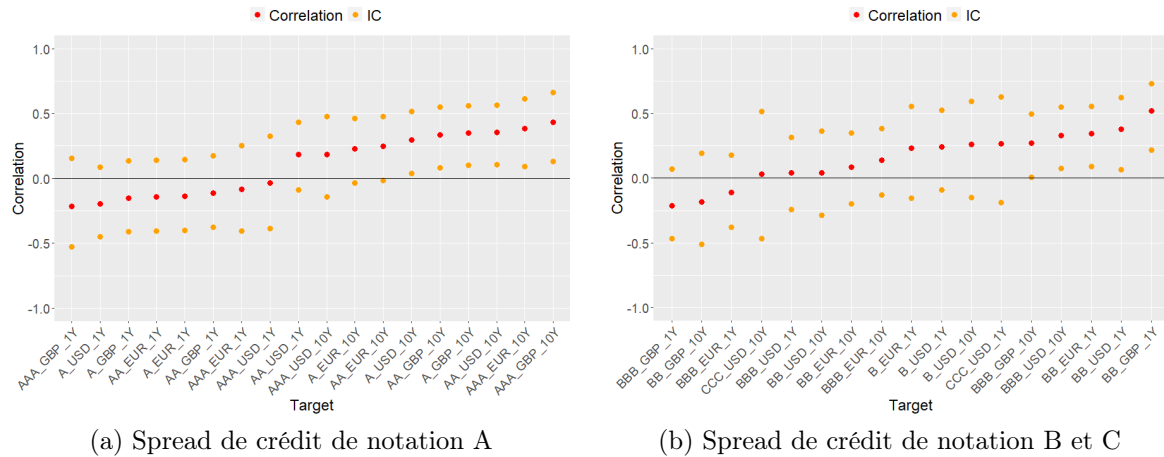 Correlation IC
1.0
0.5
0.0
-0.5
-1.0
Correlation
AAA_GBP_1Y
A_USD_1Y
A_GBP_1Y
AA_EUR_1Y
A_EUR_1Y
AA_GBP_1Y
AAA_EUR_1Y
AAA_USD_1Y
AA_USD_1Y
AAA_USD_10Y
A_EUR_10Y
AA_EUR_10Y
A_USD_10Y
AA_GBP_10Y
A_GBP_10Y
AA_USD_10Y
AAA_EUR_10Y
AAA_GBP_10Y
Target
(a) Spread de crédit de notation A
Correlation IC
1.0
0.5
0.0
-0.5
-1.0
Correlation
BBB_GBP_1Y
BB_GBP_10Y
BBB_EUR_1Y
CCC_USD_10Y
BBB_USD_1Y
BB_USD_10Y
BB_EUR_10Y
BBB_EUR_10Y
B_EUR_1Y
B_USD_1Y
B_USD_10Y
CCC_USD_1Y
BBB_GBP_10Y
BBB_USD_10Y
BB_EUR_1Y
BB_USD_1Y
BB_GBP_1Y
Target
(b) Spread de crédit de notation B et C